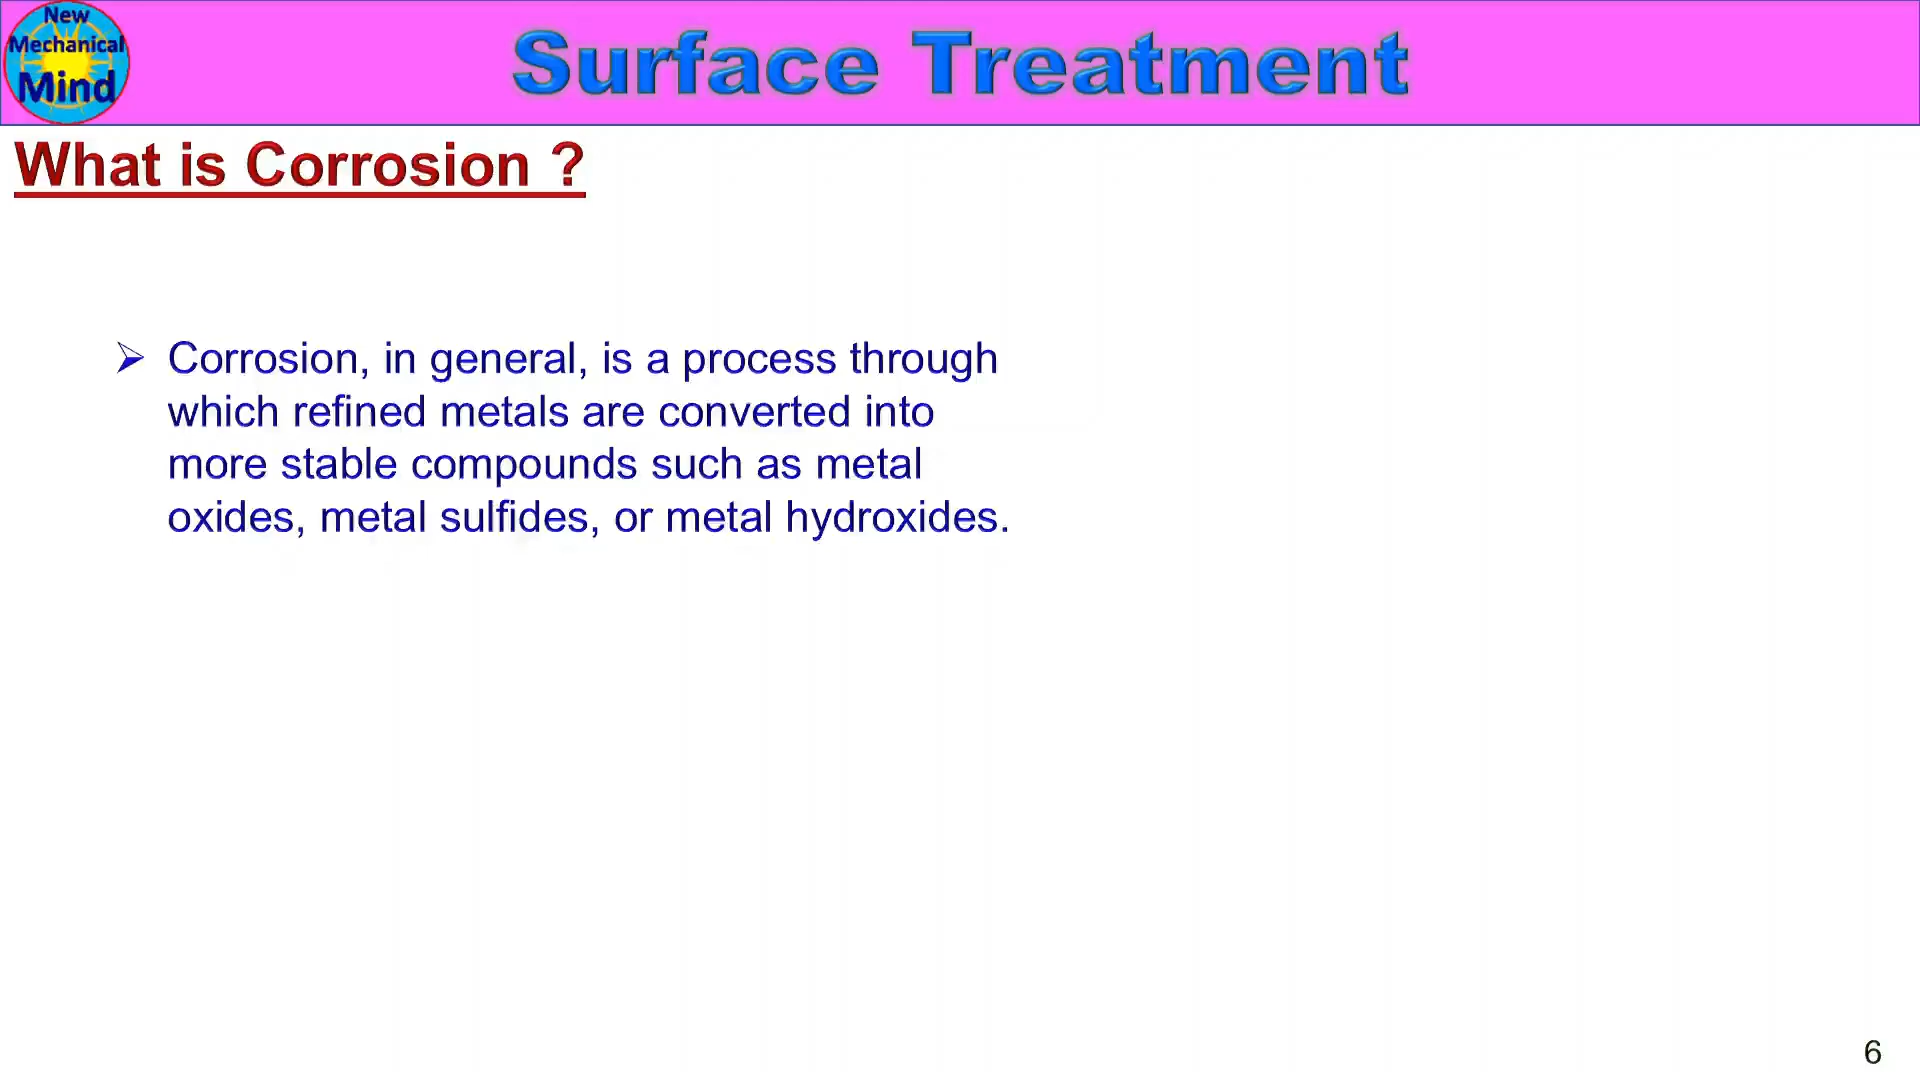 New
Mechanical
Mind
Surface Treatment
What is Corrosion ?
➢ Corrosion, in general, is a process through
which refined metals are converted into
more stable compounds such as metal
oxides, metal sulfides, or metal hydroxides.
6